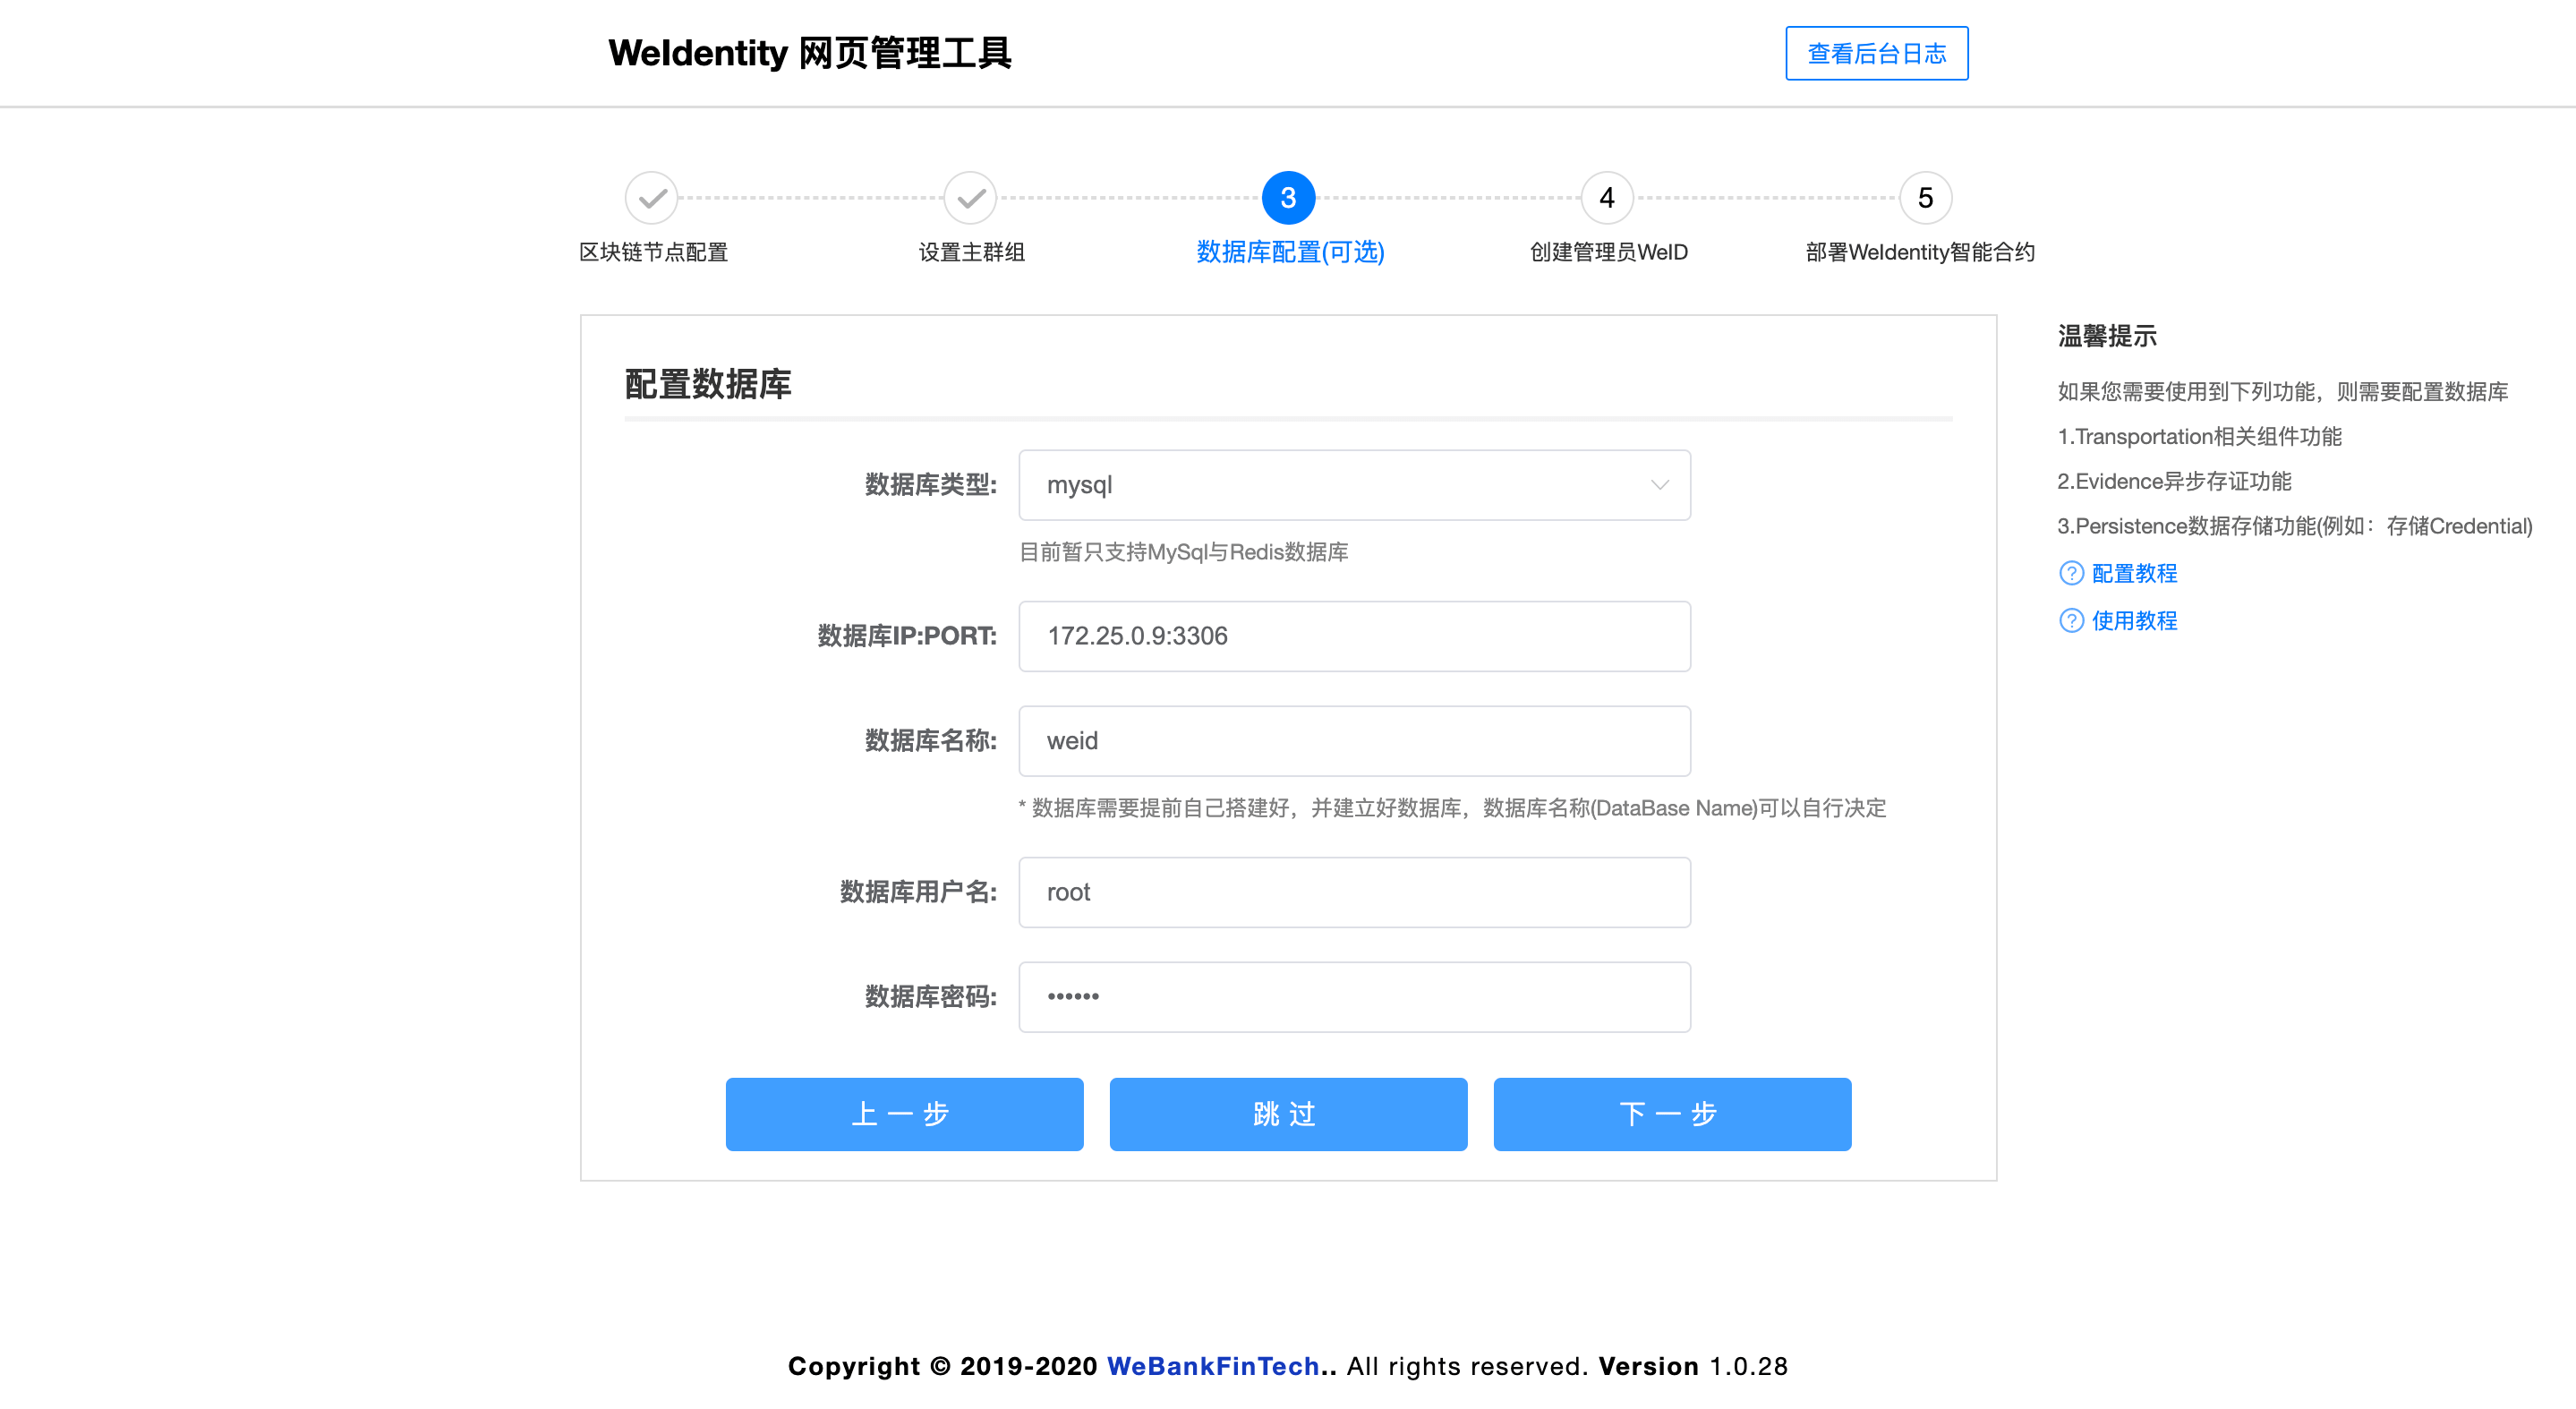 WeIdentity 网页管理工具
查看后台日志
3
4
5
区块链节点配置
设置主群组
数据库配置(可选)
创建管理员WeID
部署WeIdentity智能合约
配置数据库
数据库类型:
mysql
目前暂只支持MySql与Redis数据库
数据库IP:PORT:
172.25.0.9:3306
数据库名称:
weid
* 数据库需要提前自己搭建好，并建立好数据库，数据库名称(DataBase Name)可以自行决定
数据库用户名:
root
数据库密码:
••••••
上一步
跳过
下一步
温馨提示
如果您需要使用到下列功能，则需要配置数据库
1.Transportation相关组件功能
2.Evidence异步存证功能
3.Persistence数据存储功能(例如：存储Credential)
? 配置教程
? 使用教程
Copyright © 2019-2020 WeBankFinTech.. All rights reserved. Version 1.0.28